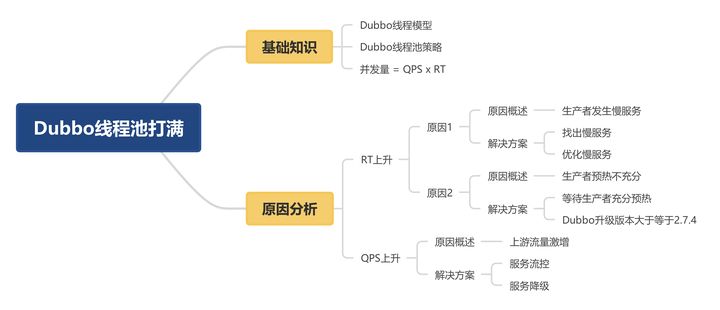 Dubbo线程池打满
基础知识
Dubbo线程模型
Dubbo线程池策略
并发量 = QPS x RT
原因分析
RT上升
原因1
原因概述
生产者发生慢服务
解决方案
找出慢服务
优化慢服务
原因2
原因概述
生产者预热不充分
解决方案
等待生产者充分预热
Dubbo升级版本大于等于2.7.4
QPS上升
原因概述
上游流量激增
解决方案
服务流控
服务降级